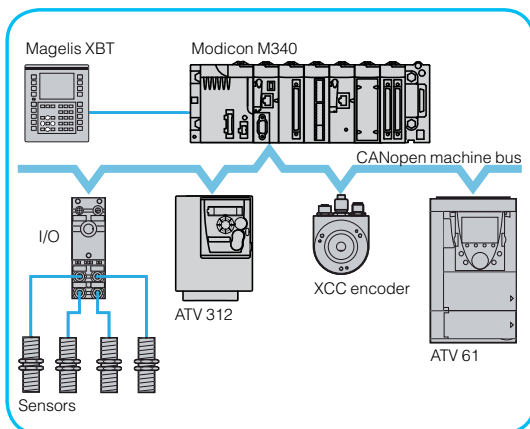 Magelis XBT
Modicon M340
CANopen machine bus
I/O
ATV 312
XCC encoder
ATV 61
Sensors